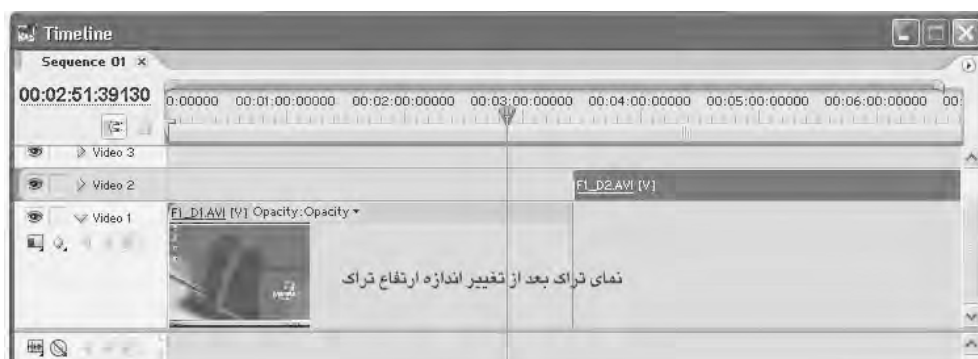 Timeline
Sequence 01 ×
00:02:51:39130
0:00000 00:01:00:00000 00:02:00:00000 00:03:00:00000 00:04:00:00000 00:05:00:00000 00:06:00:00000 00:
Video 3
Video 2
F1_D2.AVI [V]
Video 1
F1_D1.AVI [V] Opacity:Opacity
نمای تراک بعد از تغییر اندازه ارتفاع تراک